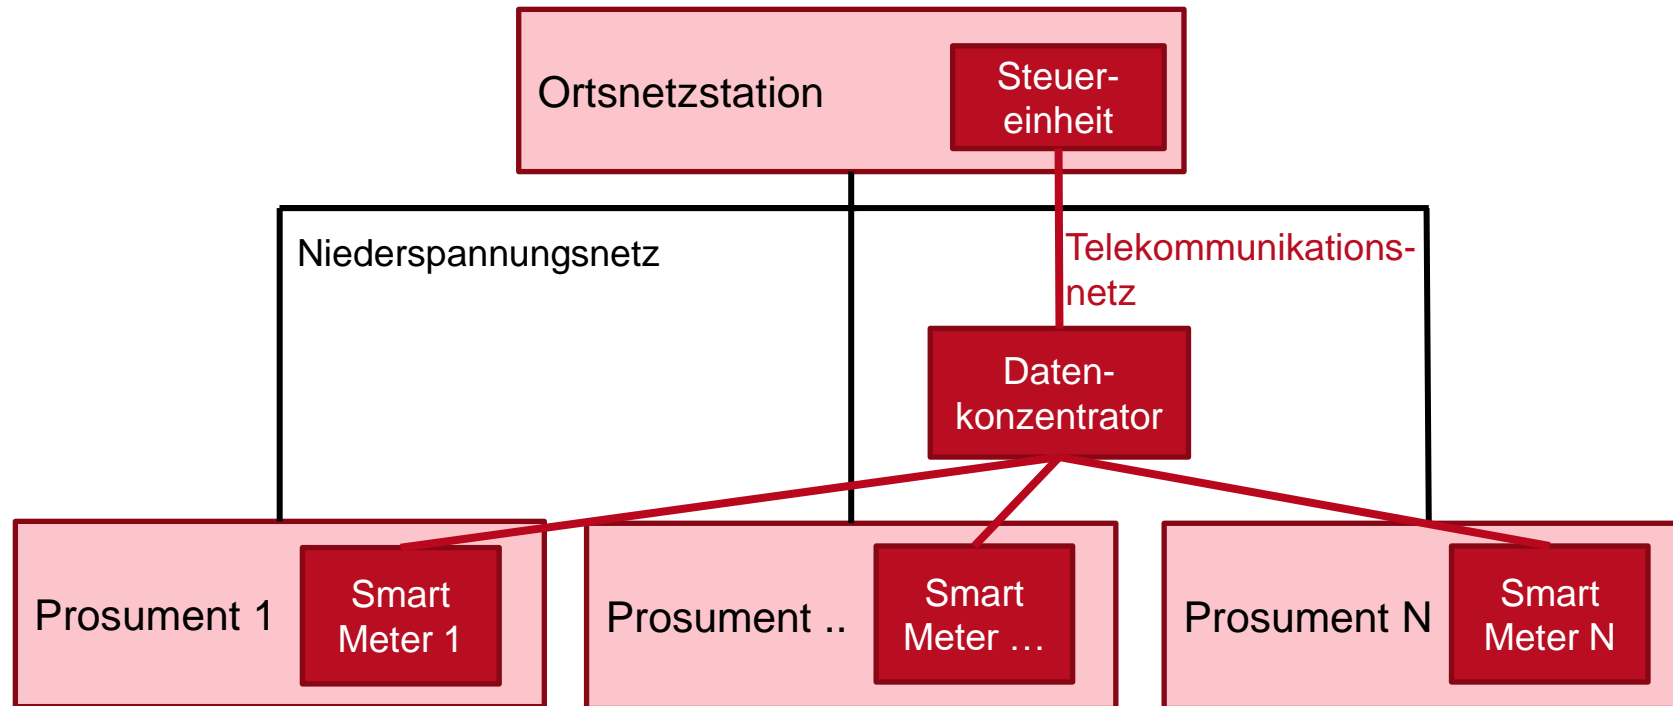 Ortsnetzstation
Steuer-
einheit
Niederspannungsnetz
Telekommunikations-
netz
Daten-
konzentrator
Prosument 1
Smart
Meter 1
Prosument ..
Smart
Meter …
Prosument N
Smart
Meter N